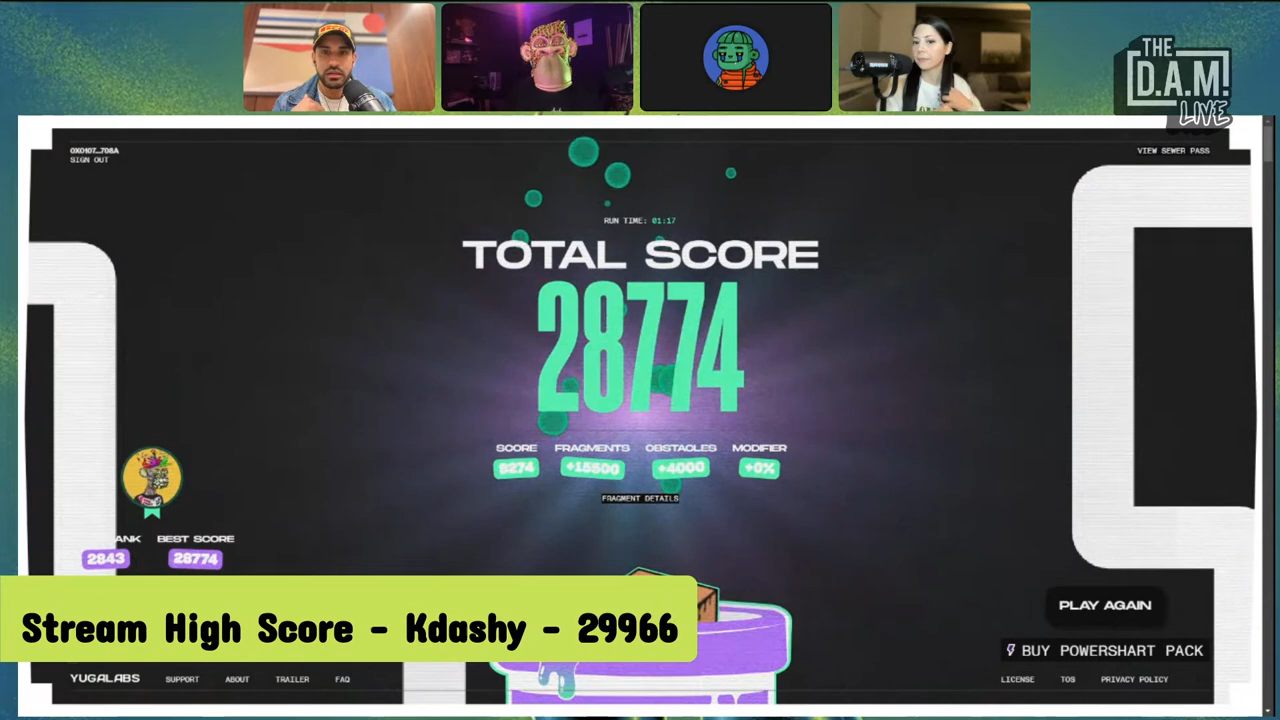 THE
D.A.M!
LIVE
0X0107...708A
SIGN OUT
VIEW SEWER PASS
RUN TIME: 01:17
TOTAL SCORE
28774
SCORE FRAGMENTS OBSTACLES MODIFIER
9274 +15500 +4000 +0%
FRAGMENT DETAILS
ANK BEST SCORE
2843 28774
Stream High Score - Kdashy - 29966
PLAY AGAIN
BUY POWERSHART PACK
YUGALABS SUPPORT ABOUT TRAILER FAQ
LICENSE TOS PRIVACY POLICY